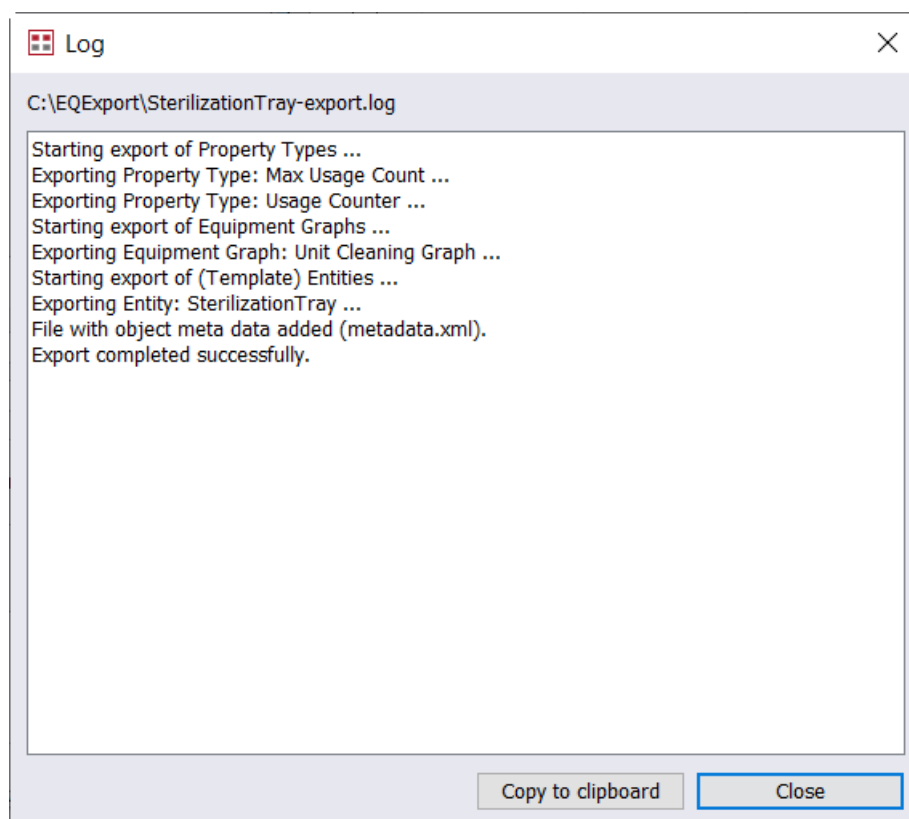 Log
C:\EQExport\SterilizationTray-export.log
Starting export of Property Types ...
Exporting Property Type: Max Usage Count ...
Exporting Property Type: Usage Counter ...
Starting export of Equipment Graphs ...
Exporting Equipment Graph: Unit Cleaning Graph ...
Starting export of (Template) Entities ...
Exporting Entity: SterilizationTray ...
File with object meta data added (metadata.xml).
Export completed successfully.
Copy to clipboard
Close